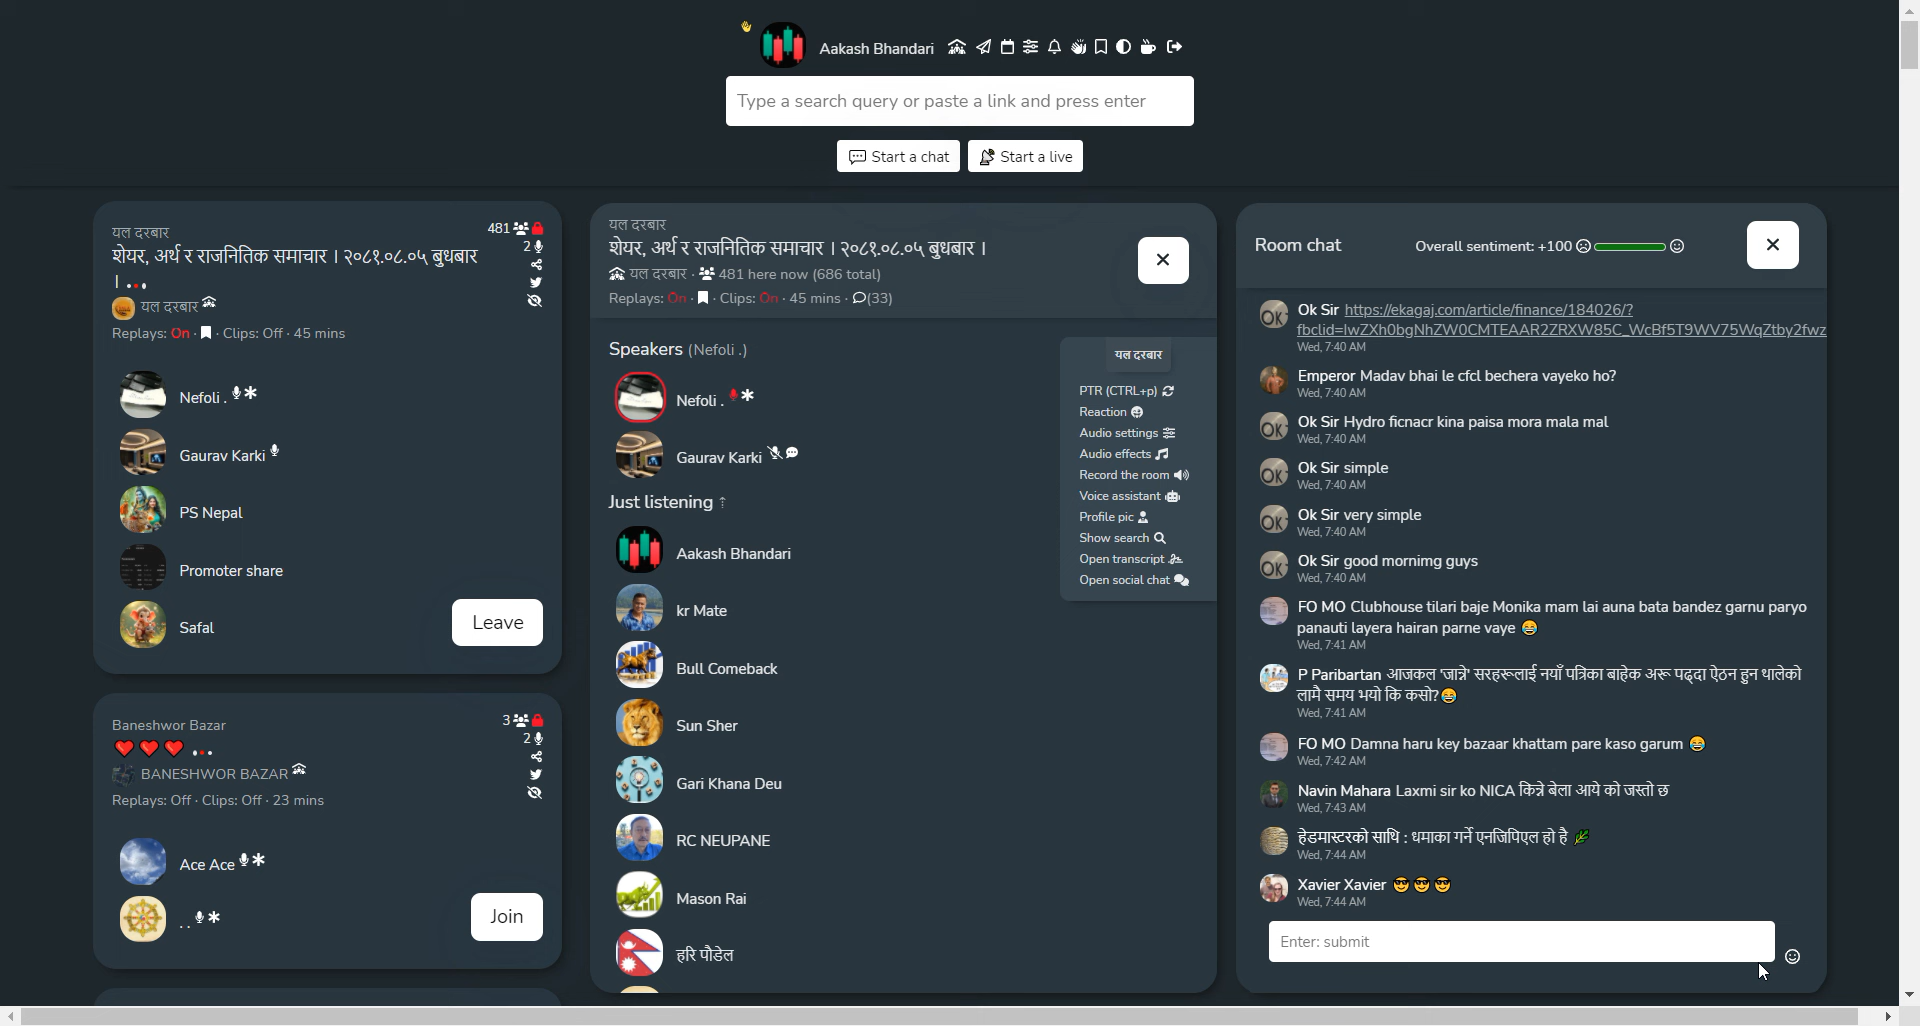 Aakash Bhandari
Type a search query or paste a link and press enter
Start a chat
Start a live
यल दरबार
481
शेयर, अर्थ र राजनितिक समाचार । २०८१.०८.०५ बुधबार
2
।
यल दरबार
Replays: On · Clips: Off · 45 mins
Nefoli .
Gaurav Karki
PS Nepal
Promoter share
Safal
Leave
Baneshwor Bazar
3
2
BANESHWOR BAZAR
Replays: Off · Clips: Off · 23 mins
Ace Ace
. .
Join
यल दरबार
शेयर, अर्थ र राजनितिक समाचार । २०८१.०८.०५ बुधबार ।
यल दरबार · 481 here now (686 total)
Replays: On · Clips: On · 45 mins · (33)
Speakers (Nefoli .)
Nefoli .
Gaurav Karki
Just listening ↑
Aakash Bhandari
kr Mate
Bull Comeback
Sun Sher
Gari Khana Deu
RC NEUPANE
Mason Rai
हरि पौडेल
यल दरबार
PTR (CTRL+p)
Reaction
Audio settings
Audio effects
Record the room
Voice assistant
Profile pic
Show search
Open transcript
Open social chat
Room chat
Overall sentiment: +100
OK
Ok Sir https://ekagaj.com/article/finance/184026/?
fbclid=IwZXh0bgNhZW0CMTEAAR2ZRXW85C_WcBf5T9WV75WqZtby2fwz
Wed, 7:40 AM
Emperor Madav bhai le cfcl bechera vayeko ho?
Wed, 7:40 AM
OK
Ok Sir Hydro ficnacr kina paisa mora mala mal
Wed, 7:40 AM
OK
Ok Sir simple
Wed, 7:40 AM
OK
Ok Sir very simple
Wed, 7:40 AM
OK
Ok Sir good mornimg guys
Wed, 7:40 AM
FO MO Clubhouse tilari baje Monika mam lai auna bata bandez garnu paryo
panauti layera hairan parne vaye 😂
Wed, 7:41 AM
P Paribartan आजकल 'जान्ने' सरहरूलाई नयाँ पत्रिका बाहेक अरू पढ्दा ऐठन हुन थालेको
लामै समय भयो कि कसो?😂
Wed, 7:41 AM
FO MO Damna haru key bazaar khattam pare kaso garum 😂
Wed, 7:42 AM
Navin Mahara Laxmi sir ko NICA किन्ने बेला आये को जस्तो छ
Wed, 7:43 AM
हेडमास्टरको साथि : धमाका गर्ने एनजिपिएल हो है 🌿
Wed, 7:44 AM
Xavier Xavier 😎 😎 😎
Wed, 7:44 AM
Enter: submit